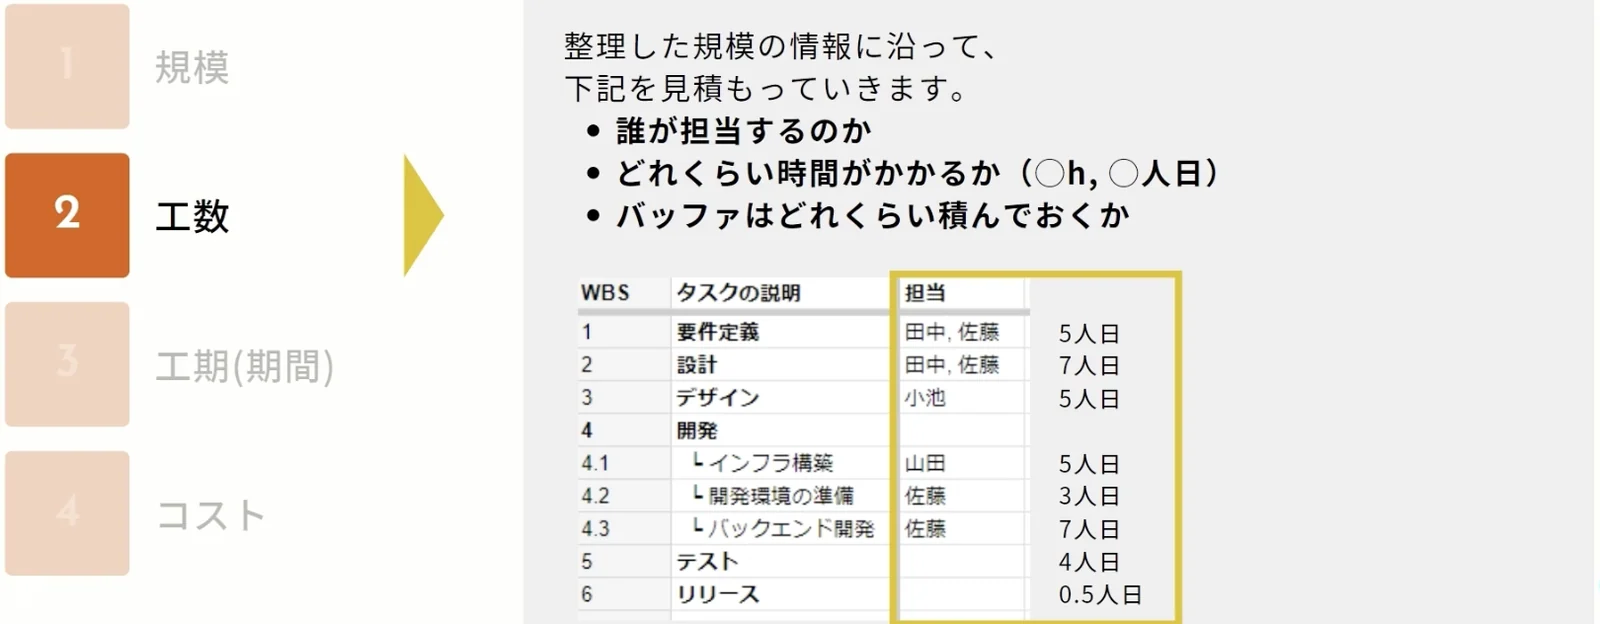 1
規模
2
工数
3
工期(期間)
4
コスト
整理した規模の情報に沿って、
下記を見積もっていきます。
• 誰が担当するのか
• どれくらい時間がかかるか（◯h, ◯人日）
• バッファはどれくらい積んでおくか
WBS タスクの説明 担当
1 要件定義 田中, 佐藤 5人日
2 設計 田中, 佐藤 7人日
3 デザイン 小池 5人日
4 開発
4.1 ┗ インフラ構築 山田 5人日
4.2 ┗ 開発環境の準備 佐藤 3人日
4.3 ┗ バックエンド開発 佐藤 7人日
5 テスト 4人日
6 リリース 0.5人日